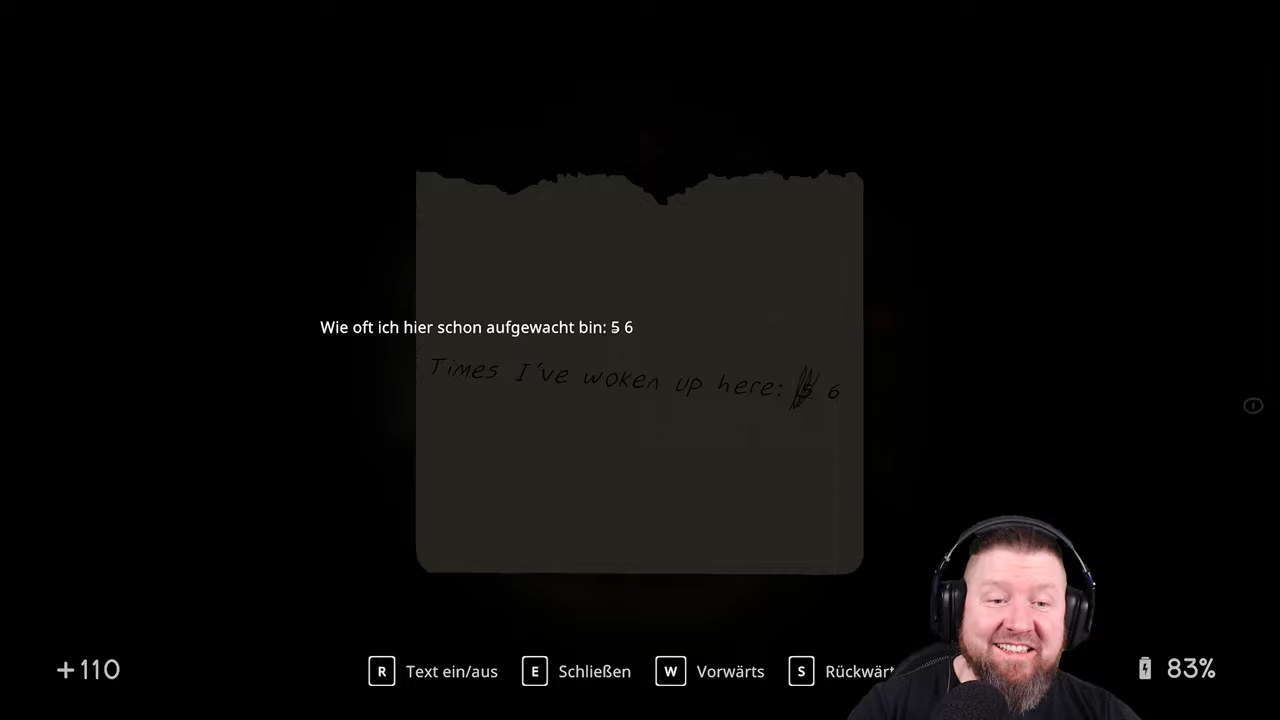 Wie oft ich hier schon aufgewacht bin: 5 6
Times I've woken up here: 5 6
+110
R Text ein/aus E Schließen W Vorwärts S Rückwärt
83%